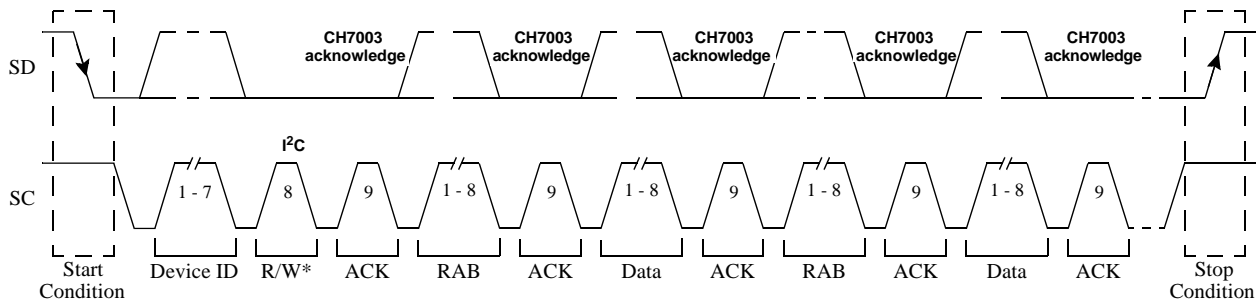 CH7003 CH7003 CH7003 CH7003 CH7003
acknowledge acknowledge acknowledge acknowledge acknowledge
SD
I²C
SC
1 - 7 8 9 1 - 8 9 1 - 8 9 1 - 8 9 1 - 8 9
Start Device ID R/W* ACK RAB ACK Data ACK RAB ACK Data ACK Stop
Condition Condition